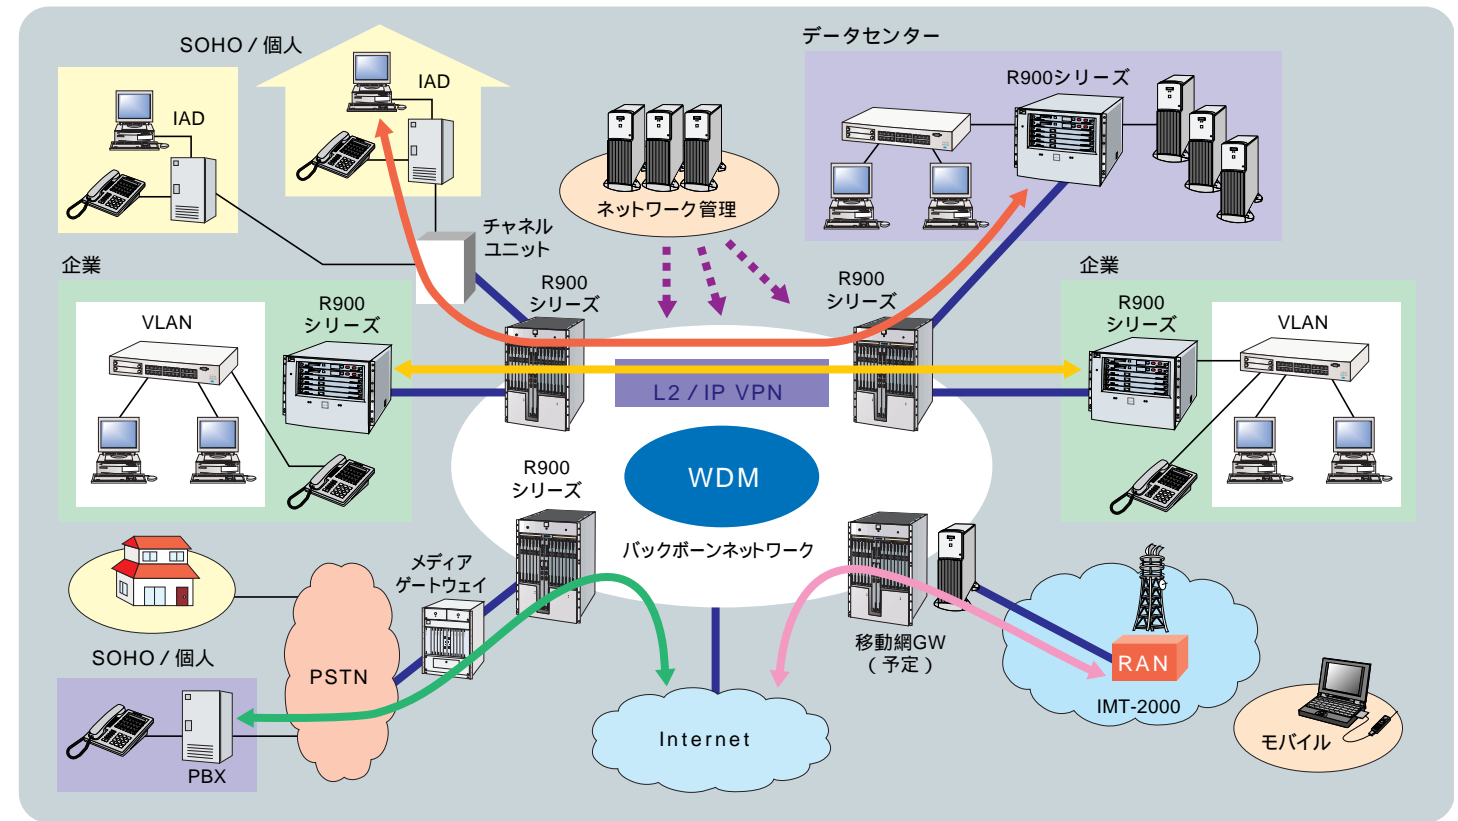 SOHO / 個人
IAD
IAD
チャネル
ユニット
ネットワーク管理
データセンター
R900シリーズ
企業
VLAN
R900
シリーズ
R900
シリーズ
R900
シリーズ
企業
R900
シリーズ
VLAN
L2 / IP VPN
WDM
バックボーンネットワーク
R900
シリーズ
メディア
ゲートウェイ
SOHO / 個人
PSTN
PBX
Internet
移動網GW
(予定)
RAN
IMT-2000
モバイル